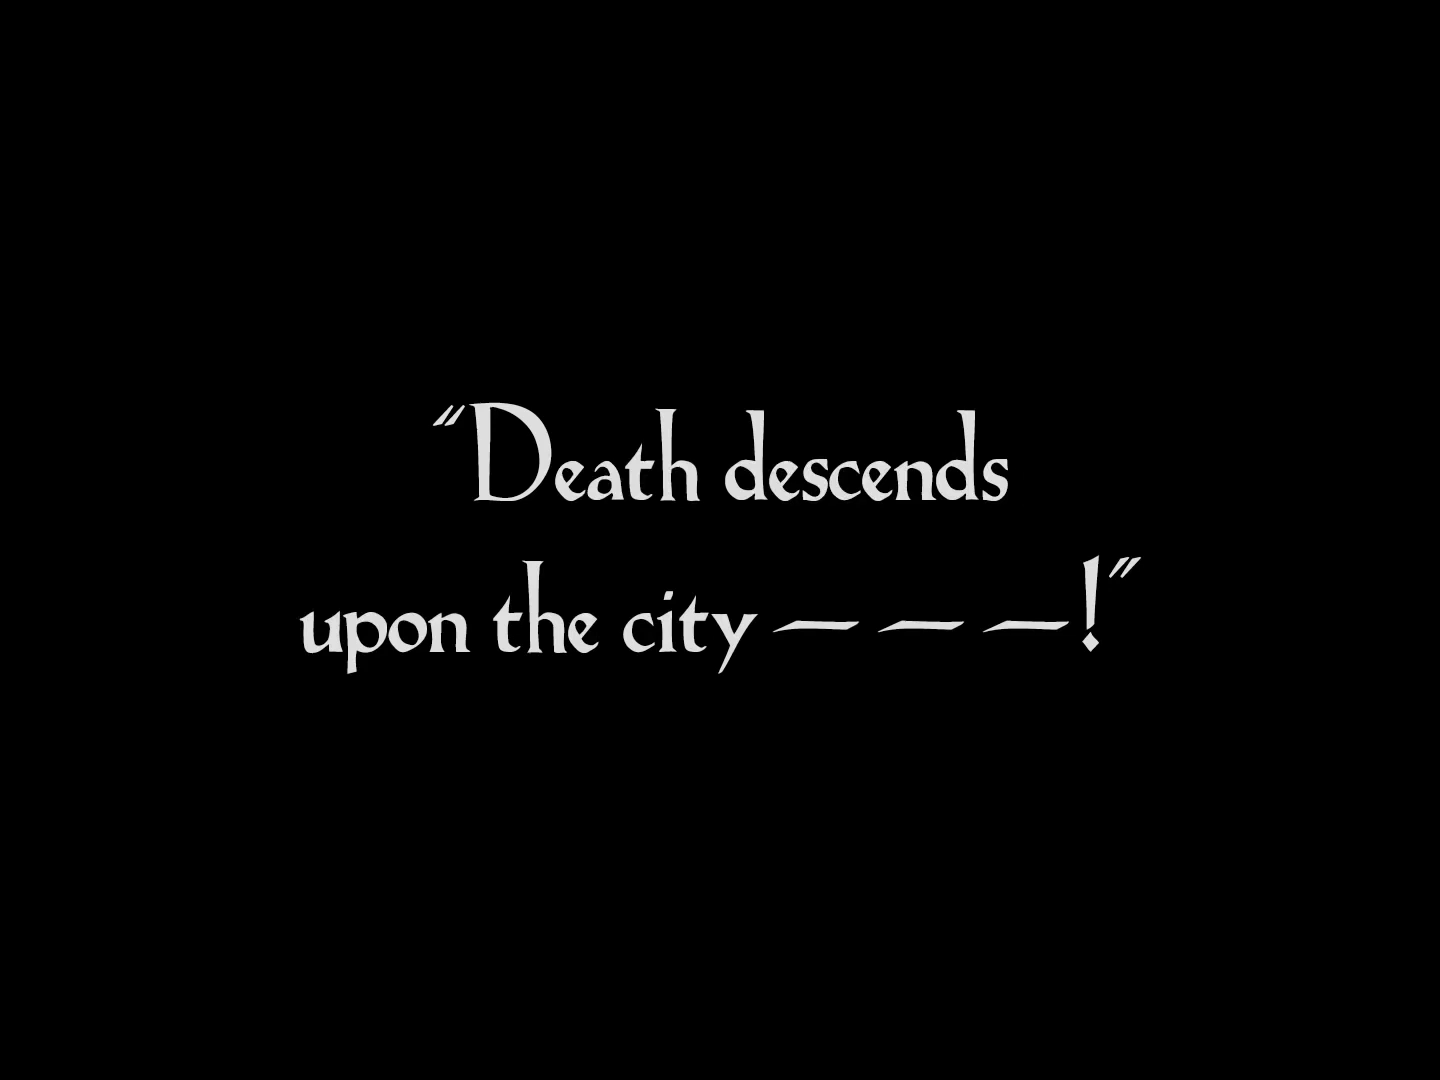 “Death descends
upon the city — — —!”